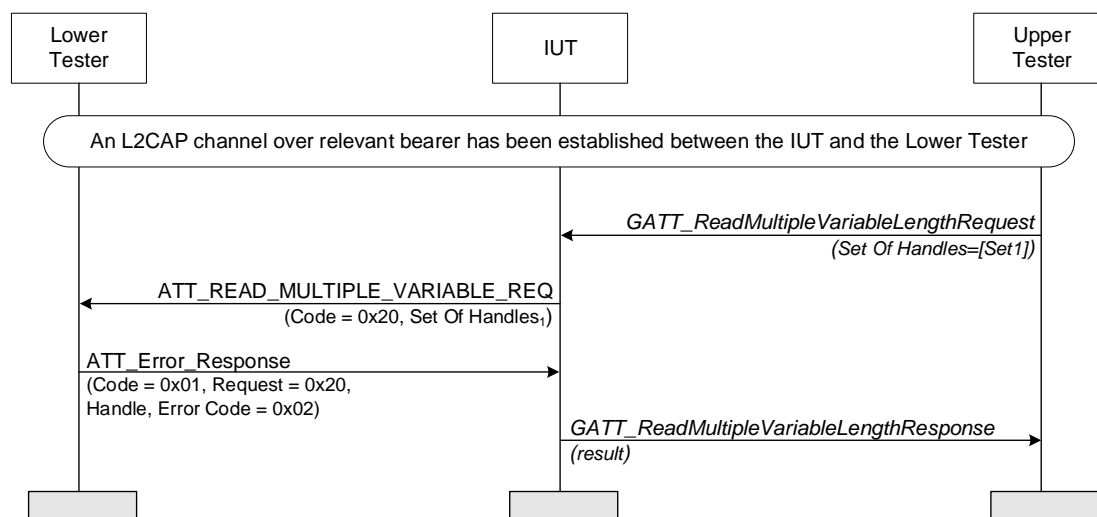 Lower
Tester
IUT
Upper
Tester
An L2CAP channel over relevant bearer has been established between the IUT and the Lower Tester
GATT_ReadMultipleVariableLengthRequest
(Set Of Handles=[Set1])
ATT_READ_MULTIPLE_VARIABLE_REQ
(Code = 0x20, Set Of Handles₁)
ATT_Error_Response
(Code = 0x01, Request = 0x20,
Handle, Error Code = 0x02)
GATT_ReadMultipleVariableLengthResponse
(result)